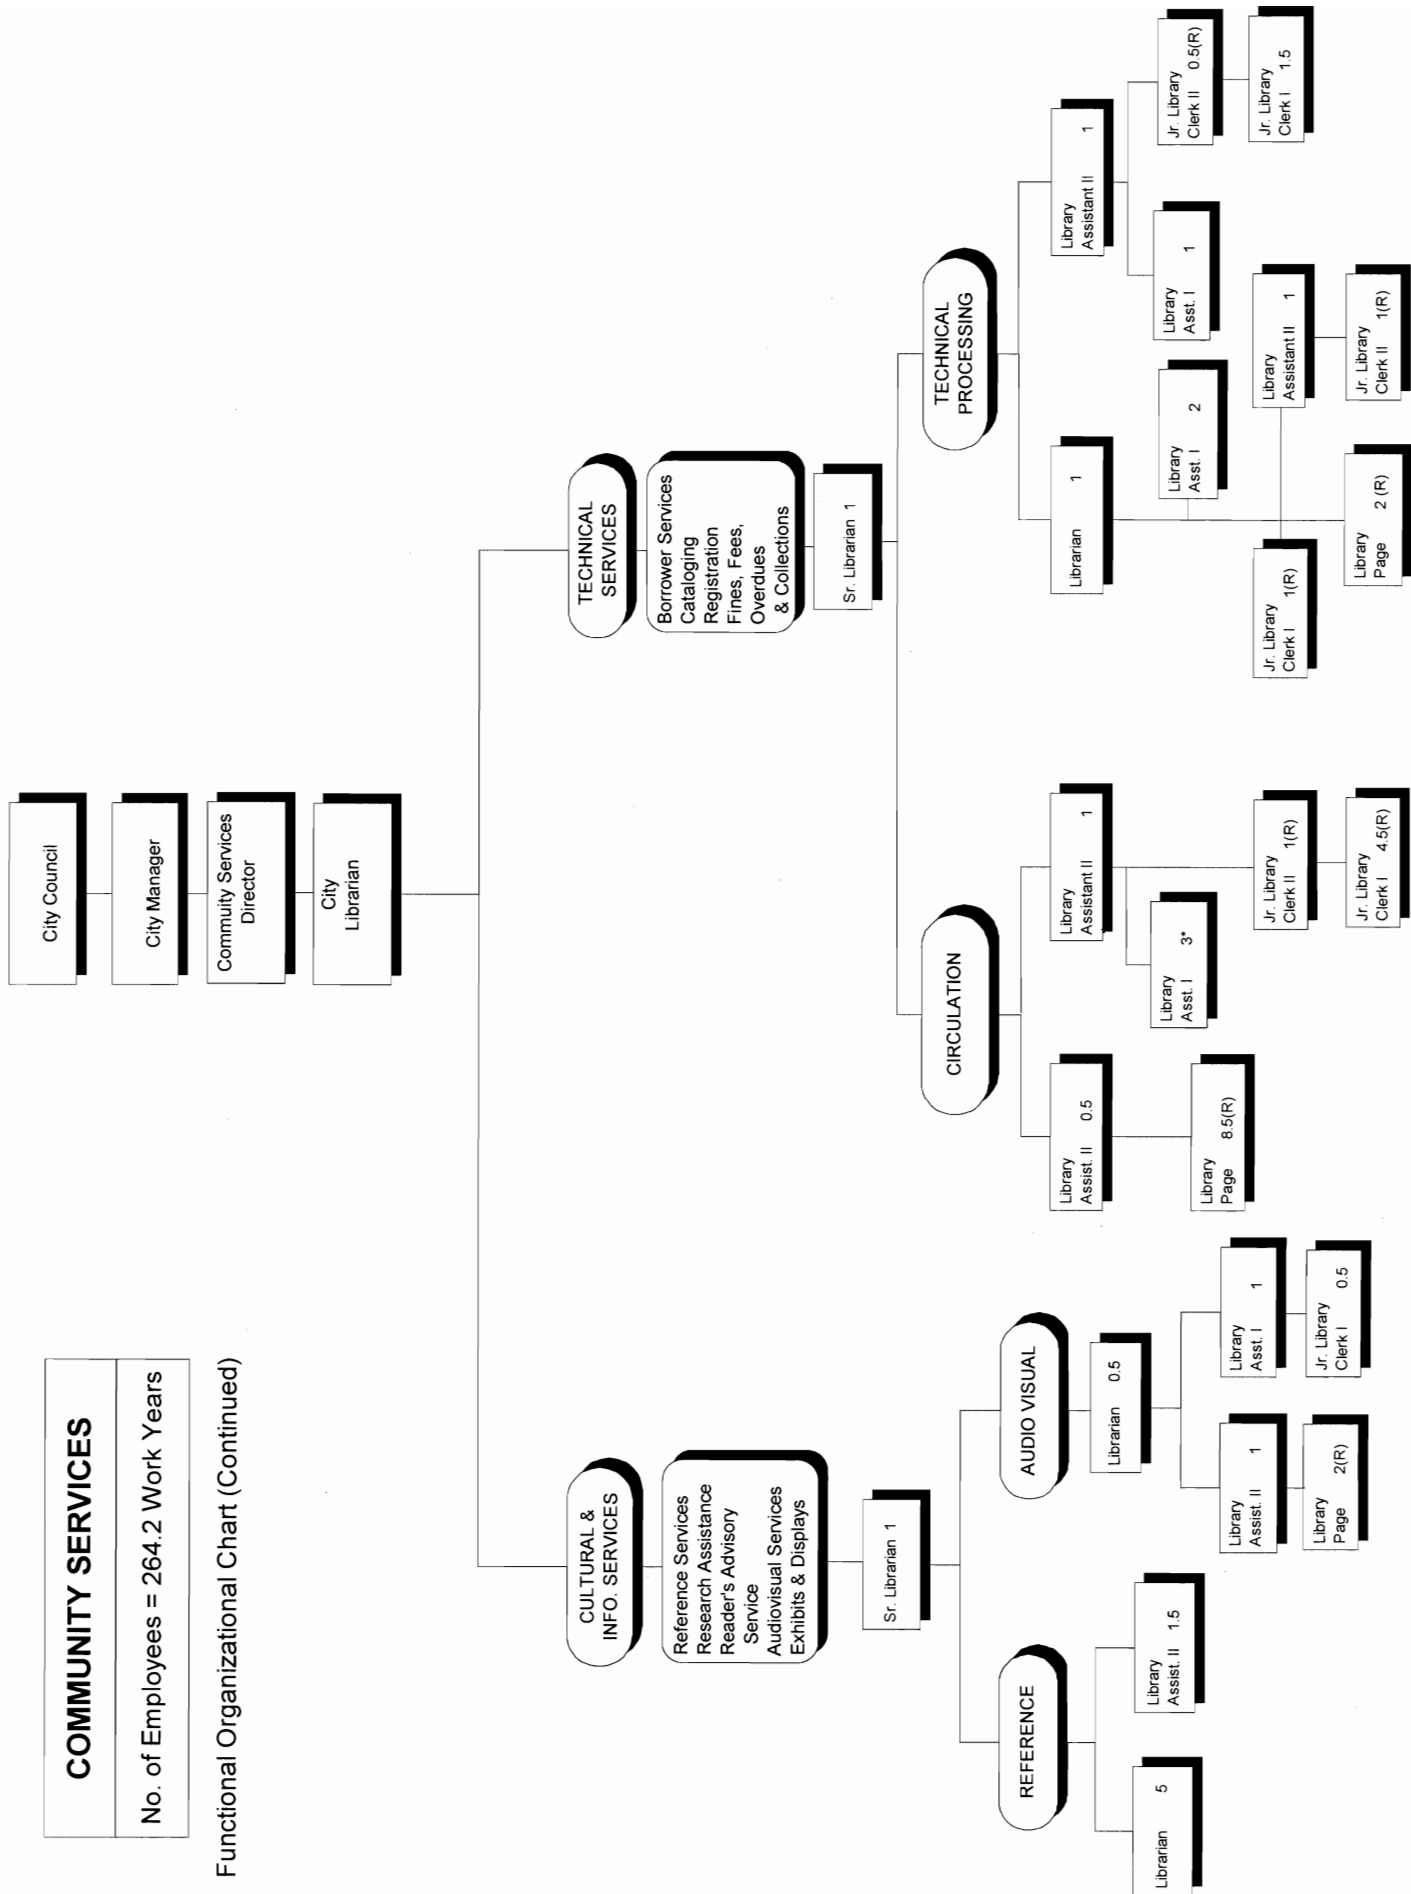 COMMUNITY SERVICES
No. of Employees = 264.2 Work Years
Functional Organizational Chart (Continued)
City Council
City Manager
Commuity Services
Director
City
Librarian
CULTURAL &
INFO. SERVICES
Reference Services
Research Assistance
Reader's Advisory
Service
Audiovisual Services
Exhibits & Displays
Sr. Librarian 1
REFERENCE
Librarian 5
Library
Assist. II 1.5
AUDIO VISUAL
Librarian 0.5
Library
Assist. II 1
Library
Page 2(R)
Library
Asst. I 1
Jr. Library
Clerk I 0.5
TECHNICAL
SERVICES
Borrower Services
Cataloging
Registration
Fines, Fees,
Overdues
& Collections
Sr. Librarian 1
CIRCULATION
Library
Assist. II 0.5
Library
Page 8.5(R)
Library
Assistant II 1
Library
Asst. I 3*
Jr. Library
Clerk II 1(R)
Jr. Library
Clerk I 4.5(R)
TECHNICAL
PROCESSING
Librarian 1
Library
Asst. I 2
Jr. Library
Clerk I 1(R)
Library
Assistant II 1
Library
Page 2 (R)
Jr. Library
Clerk II 1(R)
Library
Assistant II 1
Library
Asst. I 1
Jr. Library
Clerk II 0.5(R)
Jr. Library
Clerk I 1.5